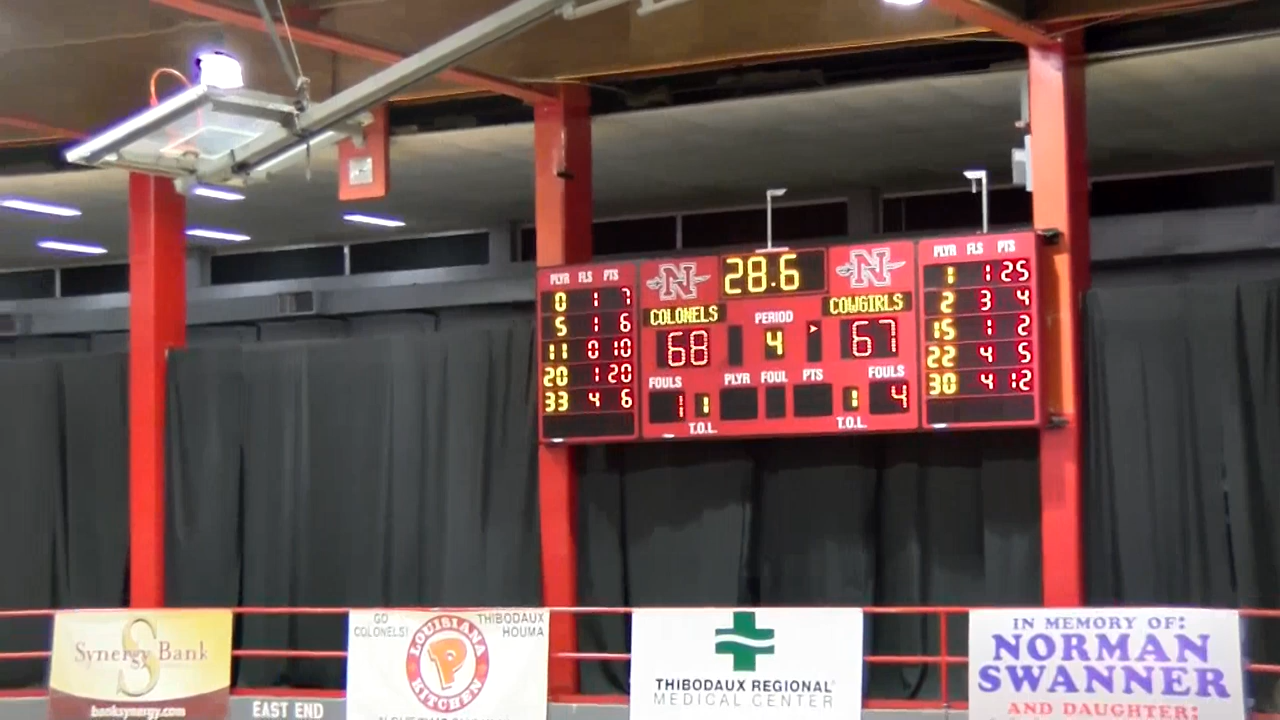 PLYR FLS PTS
0 1 7
5 1 6
11 0 10
20 1 20
33 4 6
N
28.6
N
COLONELS
COWGIRLS
PERIOD
68
4
67
FOULS PLYR FOUL PTS FOULS
1 1
1 4
T.O.L.
T.O.L.
PLYR FLS PTS
1 1 25
2 3 4
15 1 2
22 4 5
30 4 12
S
Synergy Bank
banksynergy.com
EAST END
GO
COLONELS!
THIBODAUX
HOUMA
LOUISIANA
P
KITCHEN
THIBODAUX REGIONAL
MEDICAL CENTER
IN MEMORY OF:
NORMAN
SWANNER
AND DAUGHTER: